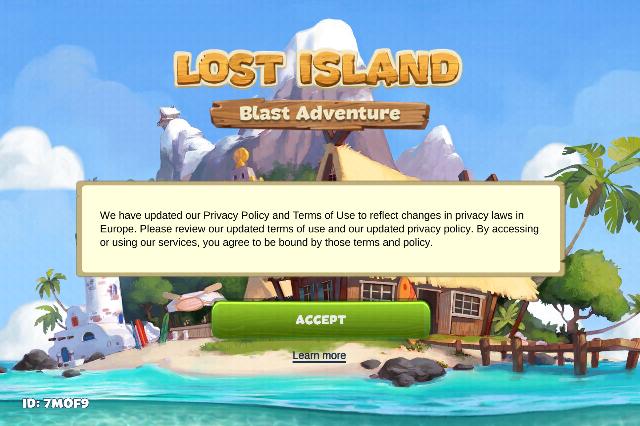 LOST ISLAND
Blast Adventure
We have updated our Privacy Policy and Terms of Use to reflect changes in privacy laws in
Europe. Please review our updated terms of use and our updated privacy policy. By accessing
or using our services, you agree to be bound by those terms and policy.
ACCEPT
Learn more
ID: 7MOF9